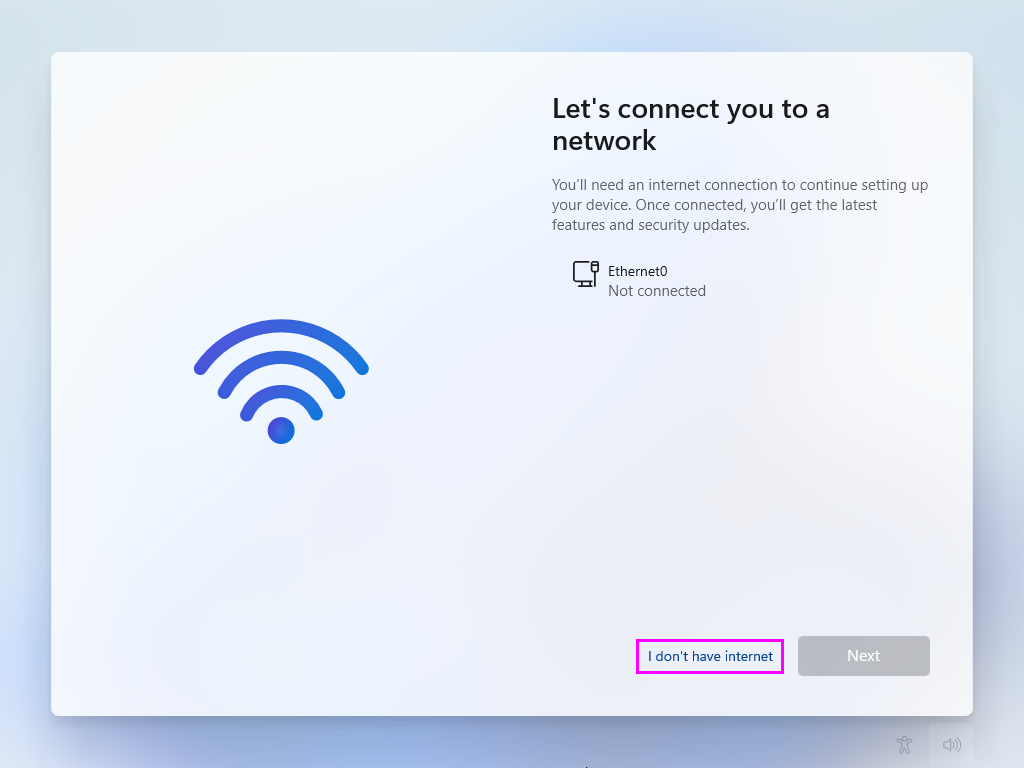 Let's connect you to a
network
You’ll need an internet connection to continue setting up
your device. Once connected, you’ll get the latest
features and security updates.
Ethernet0
Not connected
I don't have internet
Next